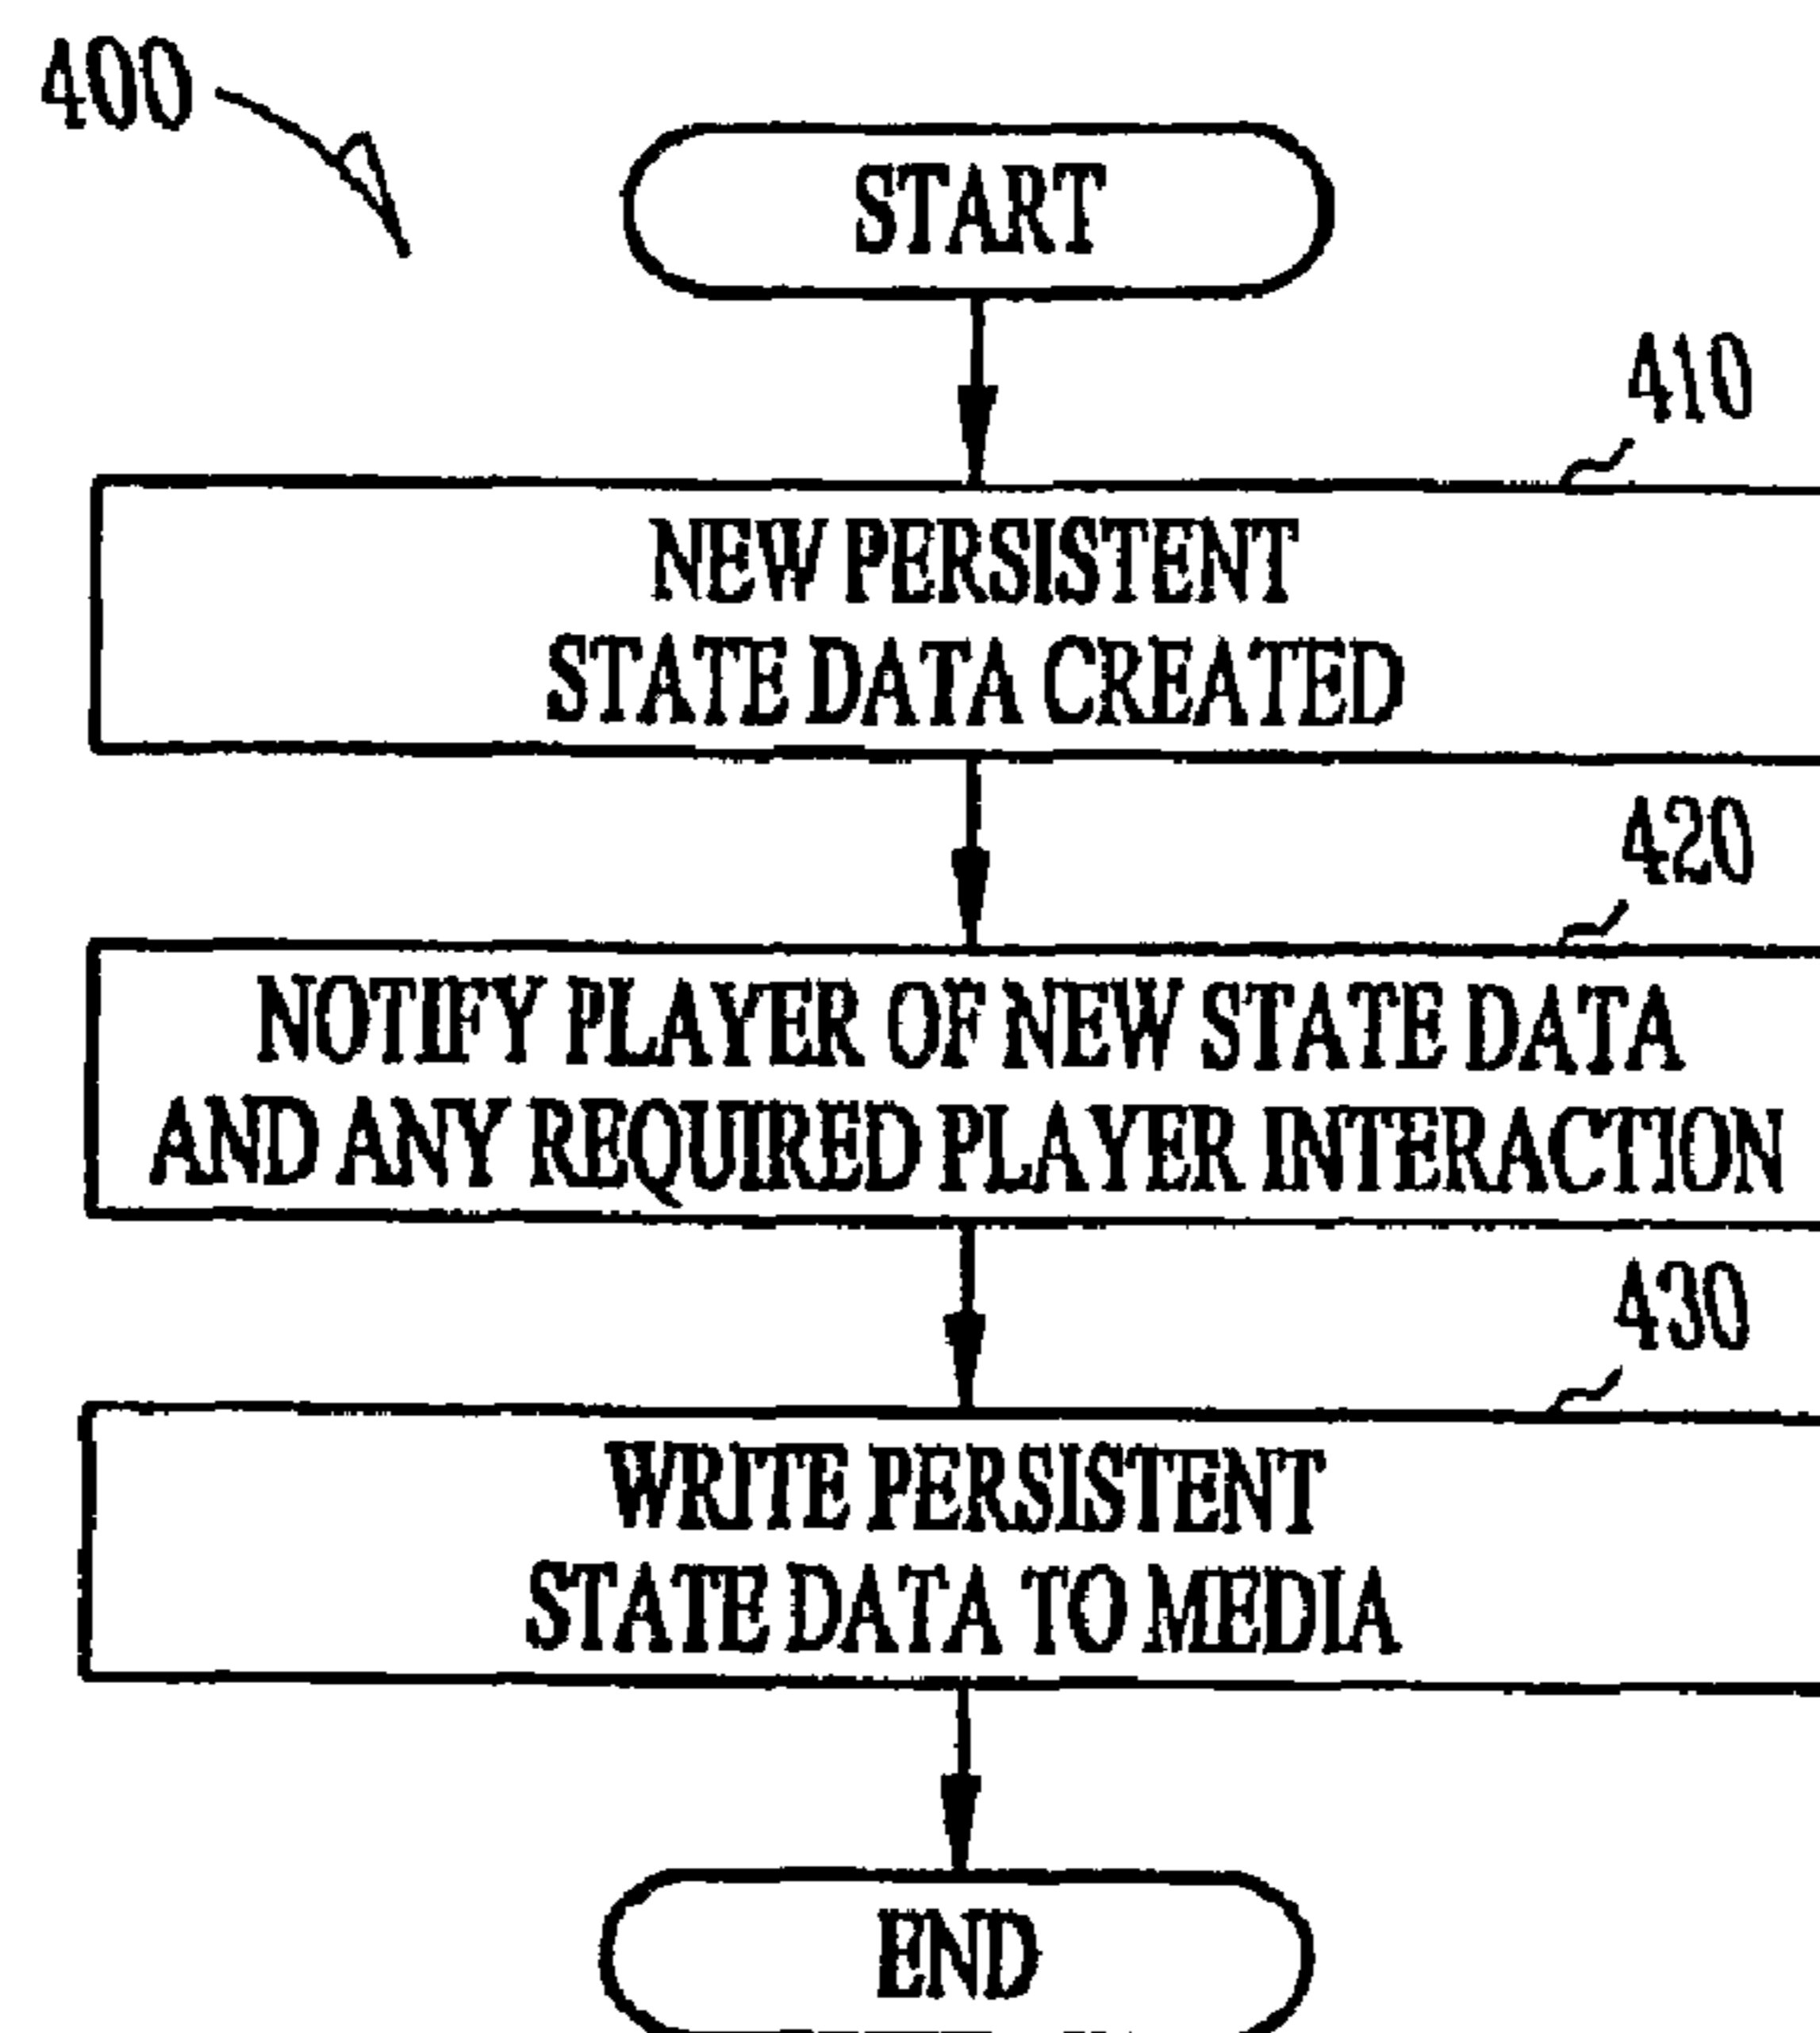 400
START
410
NEW PERSISTENT
STATE DATA CREATED
420
NOTIFY PLAYER OF NEW STATE DATA
AND ANY REQUIRED PLAYER INTERACTION
430
WRITE PERSISTENT
STATE DATA TO MEDIA
END